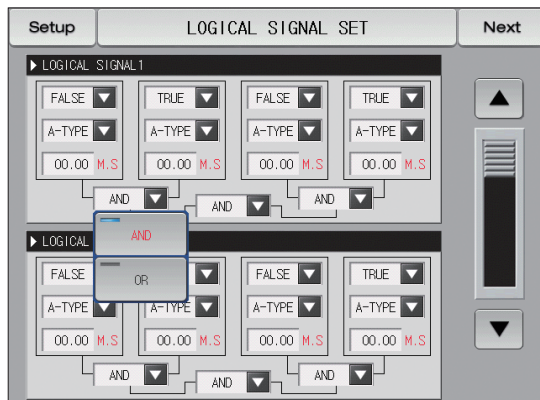 Setup LOGICAL SIGNAL SET Next
▶ LOGICAL SIGNAL1
FALSE TRUE FALSE TRUE
A-TYPE A-TYPE A-TYPE A-TYPE
00.00 M.S 00.00 M.S 00.00 M.S 00.00 M.S
AND AND AND
AND
OR
▶ LOGICAL
FALSE FALSE TRUE
A-TYPE A-TYPE A-TYPE A-TYPE
00.00 M.S 00.00 M.S 00.00 M.S 00.00 M.S
AND AND AND